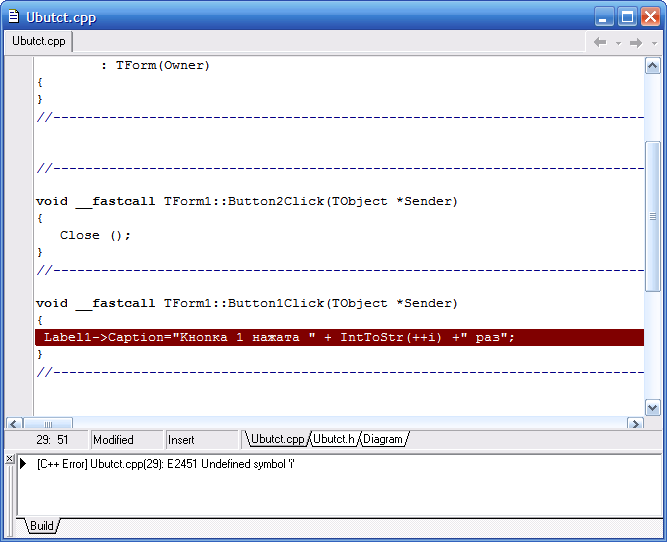 Ubutct.cpp
Ubutct.cpp
: TForm(Owner)
{
}
//---------------------------------------------------------------------------
//---------------------------------------------------------------------------
void __fastcall TForm1::Button2Click(TObject *Sender)
{
Close ();
}
//---------------------------------------------------------------------------
void __fastcall TForm1::Button1Click(TObject *Sender)
{
Label1->Caption="Кнопка 1 нажата " + IntToStr(++i) +" раз";
}
//---------------------------------------------------------------------------
29: 51 Modified Insert Ubutct.cpp Ubutct.h Diagram
[C++ Error] Ubutct.cpp(29): E2451 Undefined symbol 'i'
Build